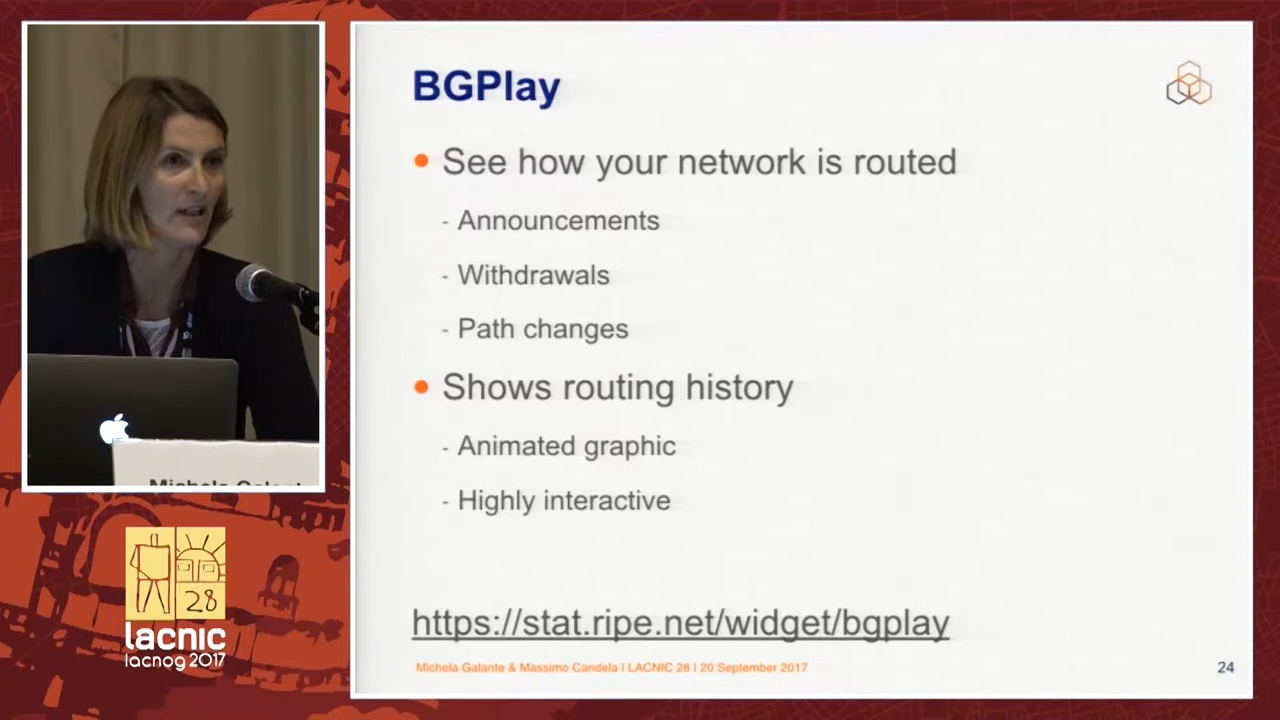 BGPlay
• See how your network is routed
- Announcements
- Withdrawals
- Path changes
• Shows routing history
- Animated graphic
- Highly interactive
https://stat.ripe.net/widget/bgplay
Michela Galante & Massimo Candela | LACNIC 28 | 20 September 2017
24
Michela
28
lacnic
lacnog 2017